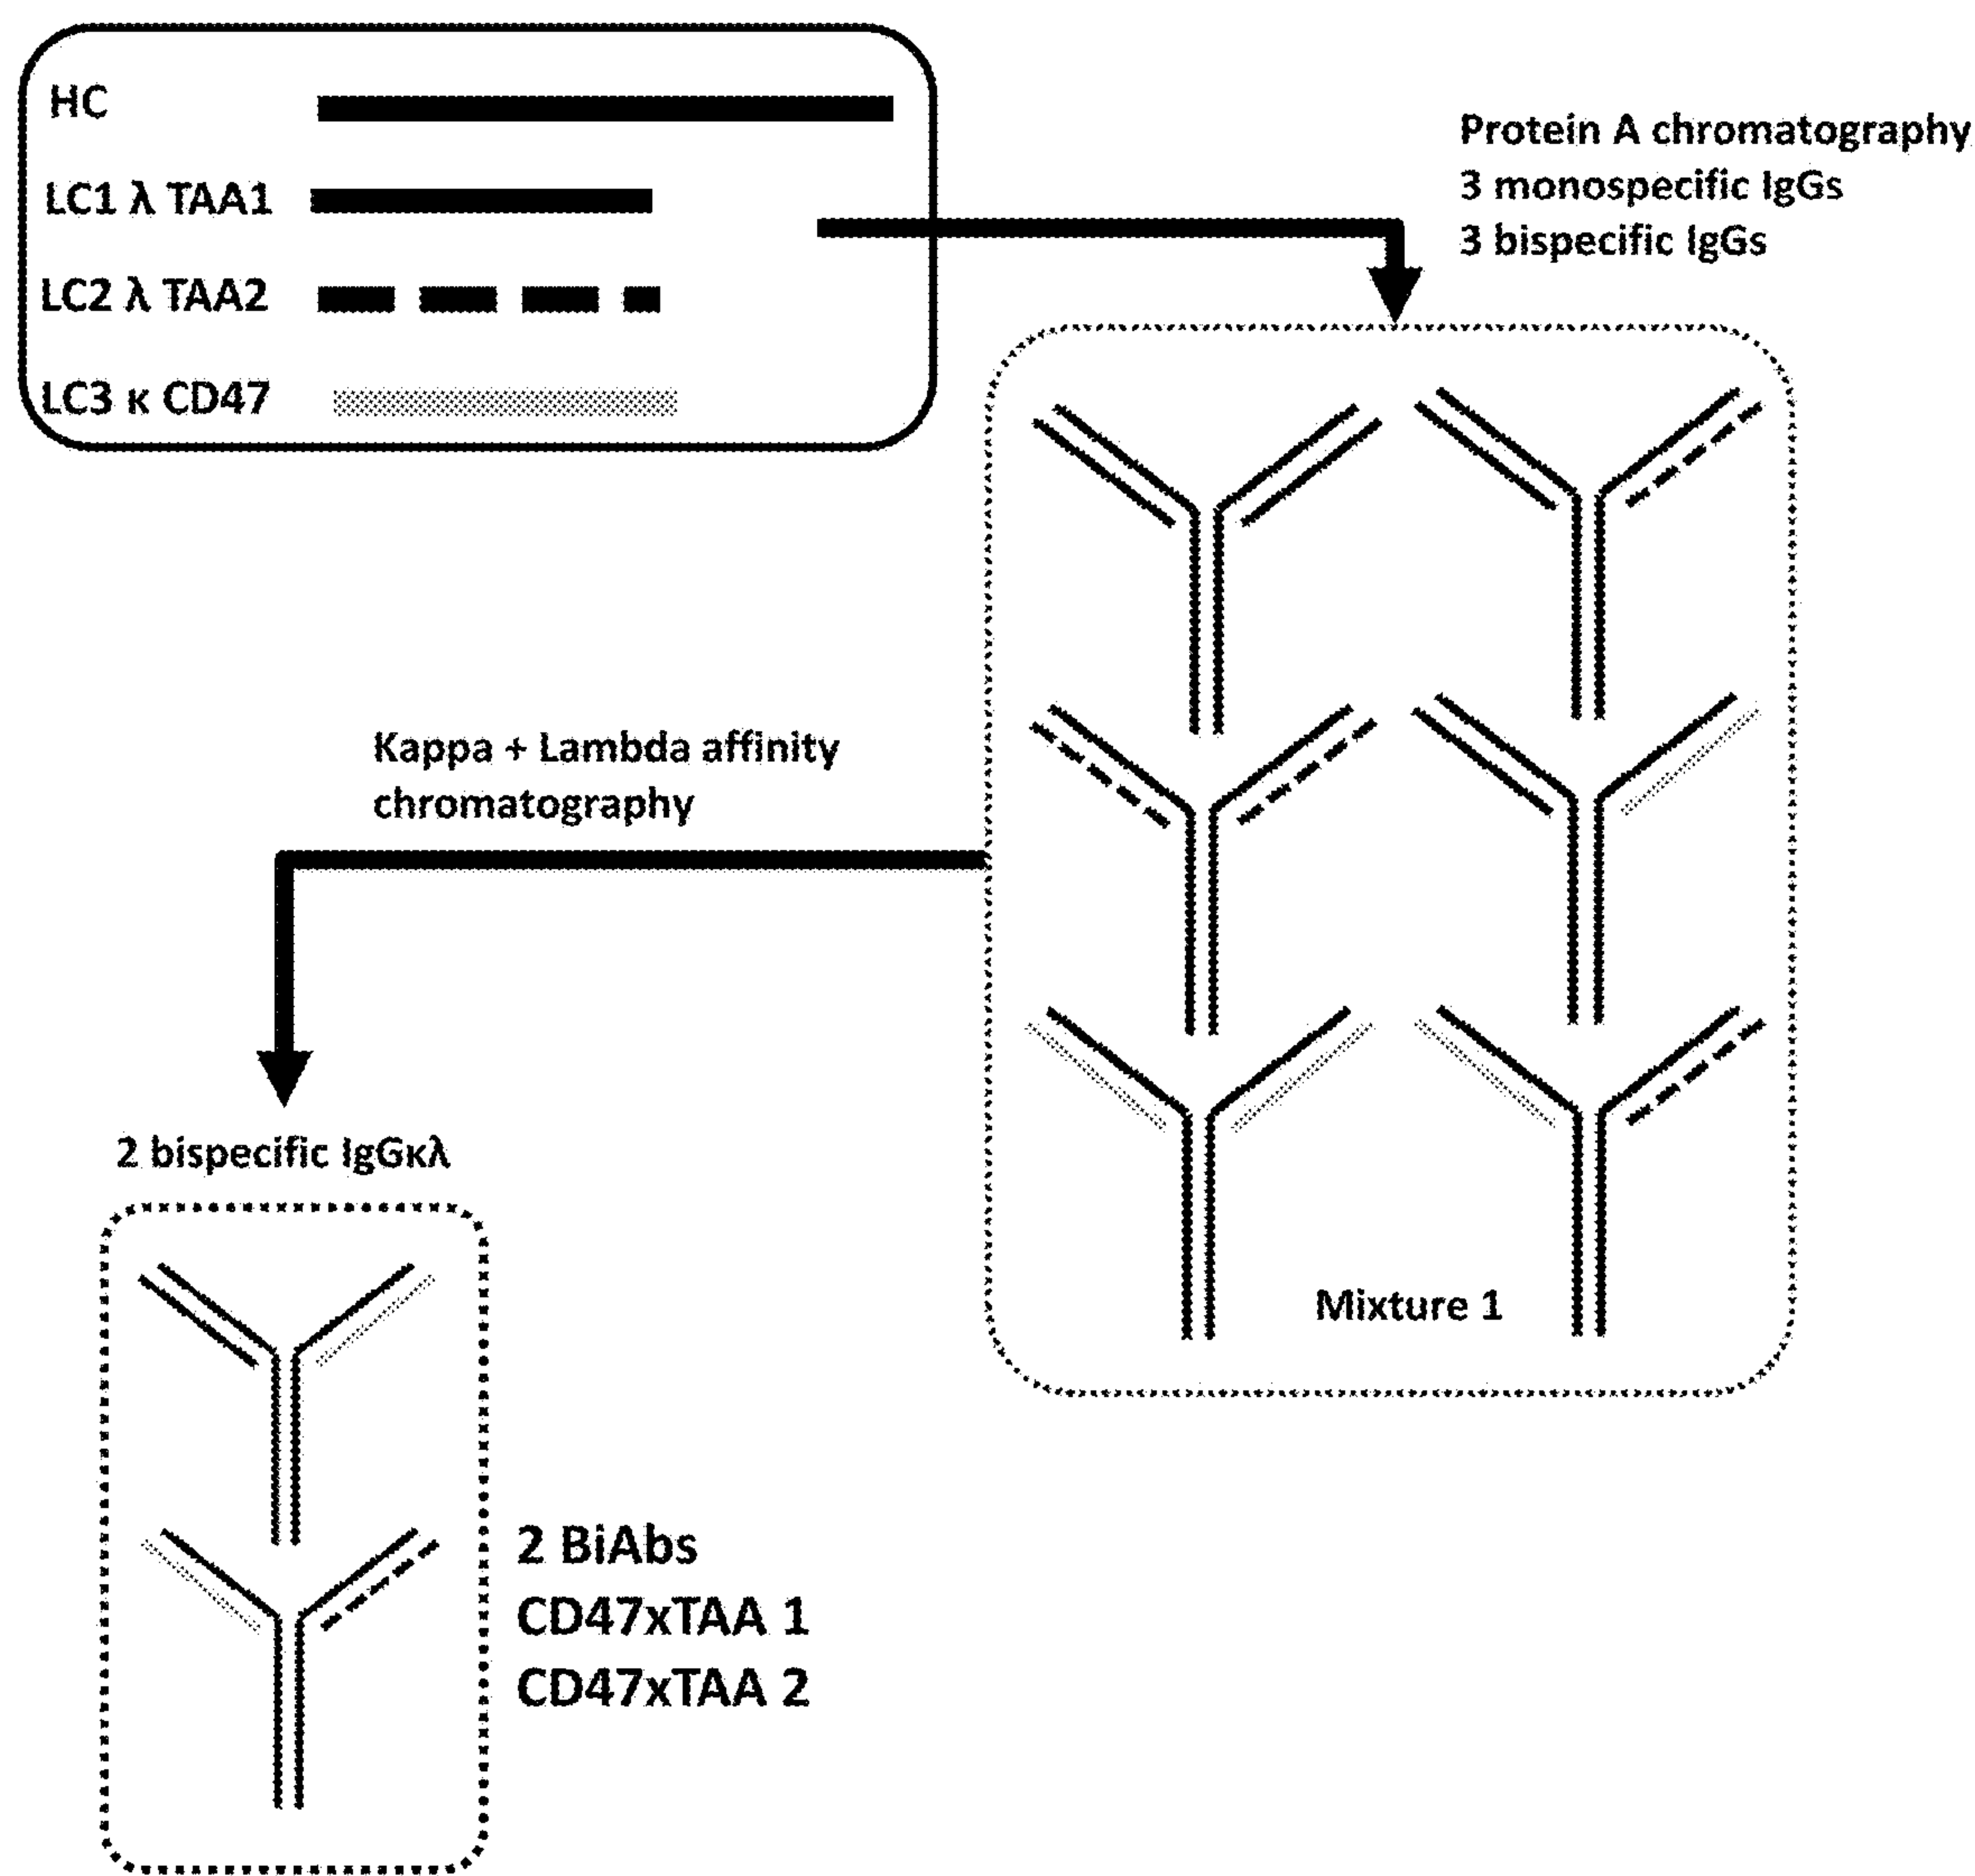 HC
LC1 λ TAA1
LC2 λ TAA2
LC3 κ CD47
Protein A chromatography
3 monospecific IgGs
3 bispecific IgGs
Kappa + Lambda affinity
chromatography
Mixture 1
2 bispecific IgGκλ
2 BiAbs
CD47xTAA 1
CD47xTAA 2